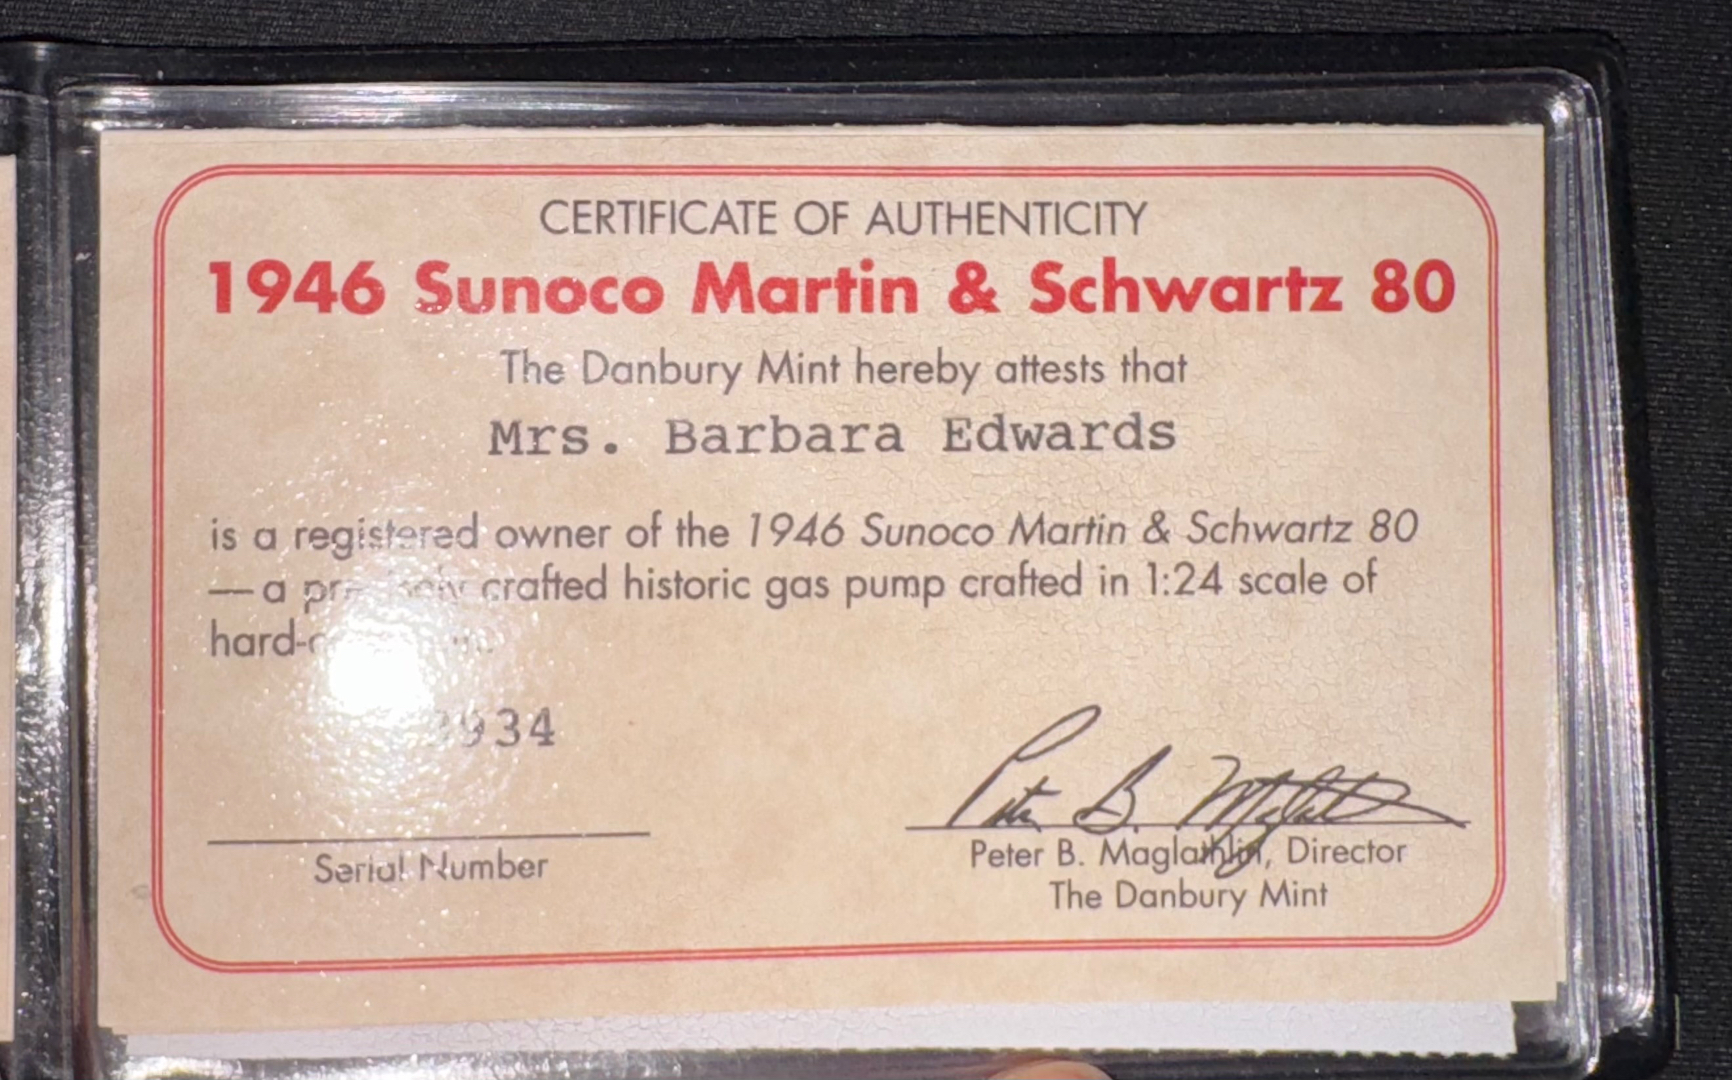 CERTIFICATE OF AUTHENTICITY
1946 Sunoco Martin & Schwartz 80
The Danbury Mint hereby attests that
Mrs. Barbara Edwards
is a registered owner of the 1946 Sunoco Martin & Schwartz 80
—a crafted historic gas pump crafted in 1:24 scale of
Serial Number
Peter B. Maglathlin, Director
The Danbury Mint